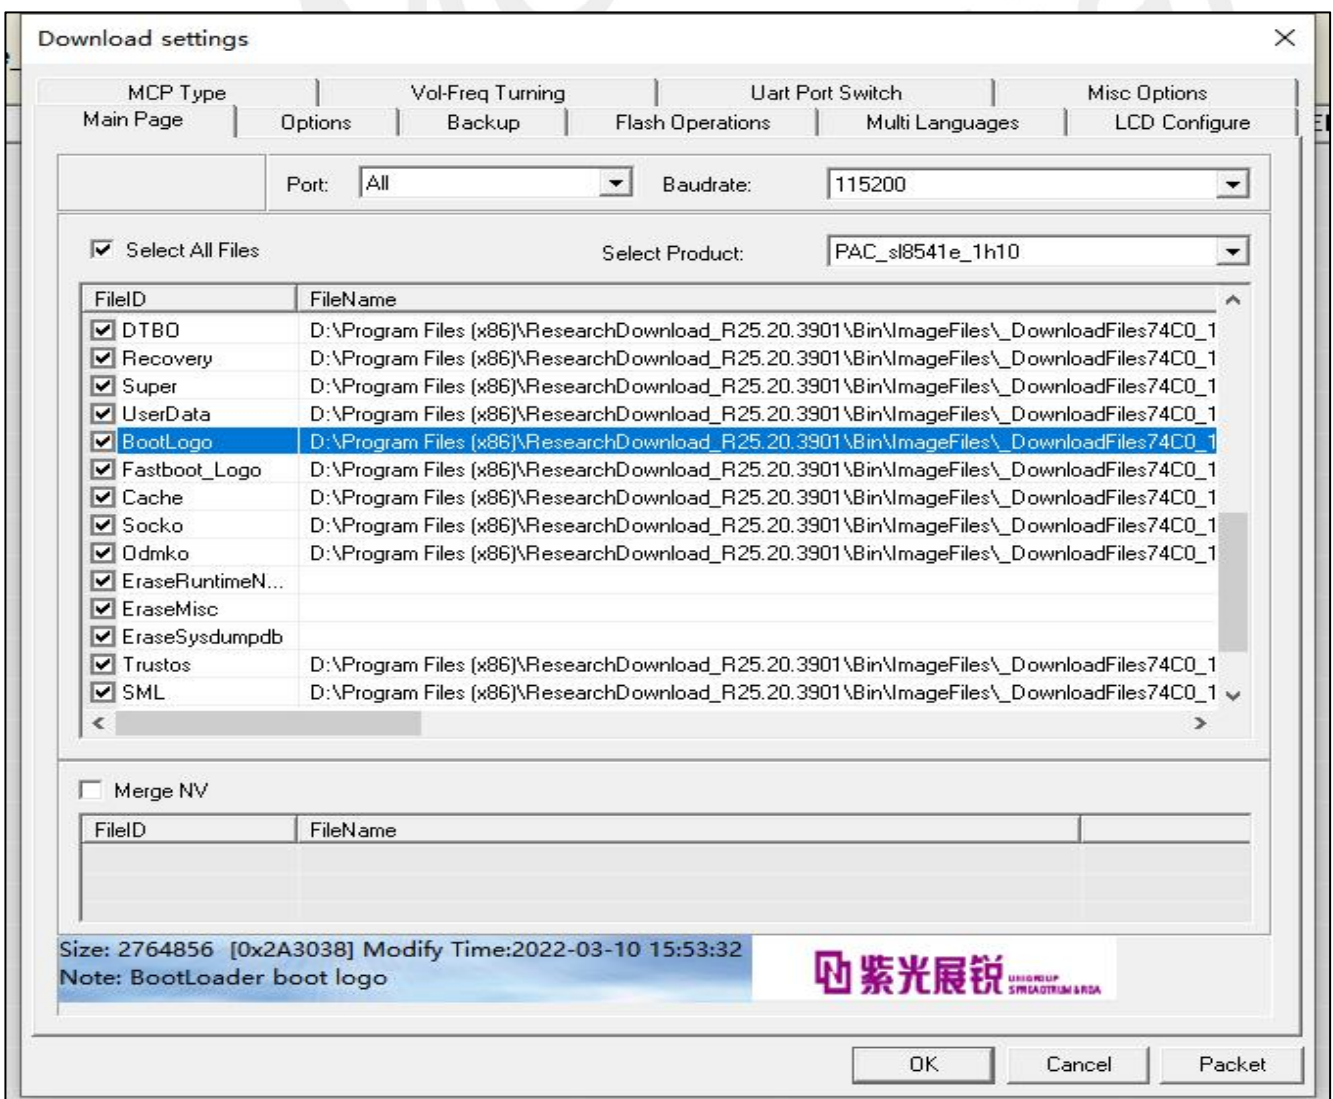 Download settings
MCP Type Vol-Freq Turning Uart Port Switch Misc Options
Main Page Options Backup Flash Operations Multi Languages LCD Configure
Port: All Baudrate: 115200
Select All Files Select Product: PAC_sl8541e_1h10
FileID FileName
DTBO D:\Program Files (x86)\ResearchDownload_R25.20.3901\Bin\ImageFiles\_DownloadFiles74C0_1
Recovery D:\Program Files (x86)\ResearchDownload_R25.20.3901\Bin\ImageFiles\_DownloadFiles74C0_1
Super D:\Program Files (x86)\ResearchDownload_R25.20.3901\Bin\ImageFiles\_DownloadFiles74C0_1
UserData D:\Program Files (x86)\ResearchDownload_R25.20.3901\Bin\ImageFiles\_DownloadFiles74C0_1
BootLogo D:\Program Files (x86)\ResearchDownload_R25.20.3901\Bin\ImageFiles\_DownloadFiles74C0_1
Fastboot_Logo D:\Program Files (x86)\ResearchDownload_R25.20.3901\Bin\ImageFiles\_DownloadFiles74C0_1
Cache D:\Program Files (x86)\ResearchDownload_R25.20.3901\Bin\ImageFiles\_DownloadFiles74C0_1
Socko D:\Program Files (x86)\ResearchDownload_R25.20.3901\Bin\ImageFiles\_DownloadFiles74C0_1
Odmko D:\Program Files (x86)\ResearchDownload_R25.20.3901\Bin\ImageFiles\_DownloadFiles74C0_1
EraseRuntimeN...
EraseMisc
EraseSysdumpdb
Trustos D:\Program Files (x86)\ResearchDownload_R25.20.3901\Bin\ImageFiles\_DownloadFiles74C0_1
SML D:\Program Files (x86)\ResearchDownload_R25.20.3901\Bin\ImageFiles\_DownloadFiles74C0_1
Merge NV
FileID FileName
Size: 2764856 [0x2A3038] Modify Time:2022-03-10 15:53:32
Note: BootLoader boot logo
紫光展锐
UNIGROUP
SPREADTRUM & RDA
OK Cancel Packet